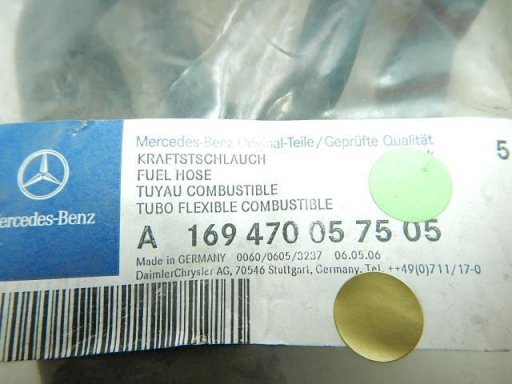 Mercedes-Benz Original-Teile/Geprüfte Qualität
KRAFTSTSCHLAUCH
FUEL HOSE
TUYAU COMBUSTIBLE
TUBO FLEXIBLE COMBUSTIBLE
5
Mercedes-Benz
A 169 470 05 75 05
Made in GERMANY 0060/0605/3237 06.05.06
DaimlerChrysler AG, 70546 Stuttgart, Germany, Tel. ++49(0)711/17-0